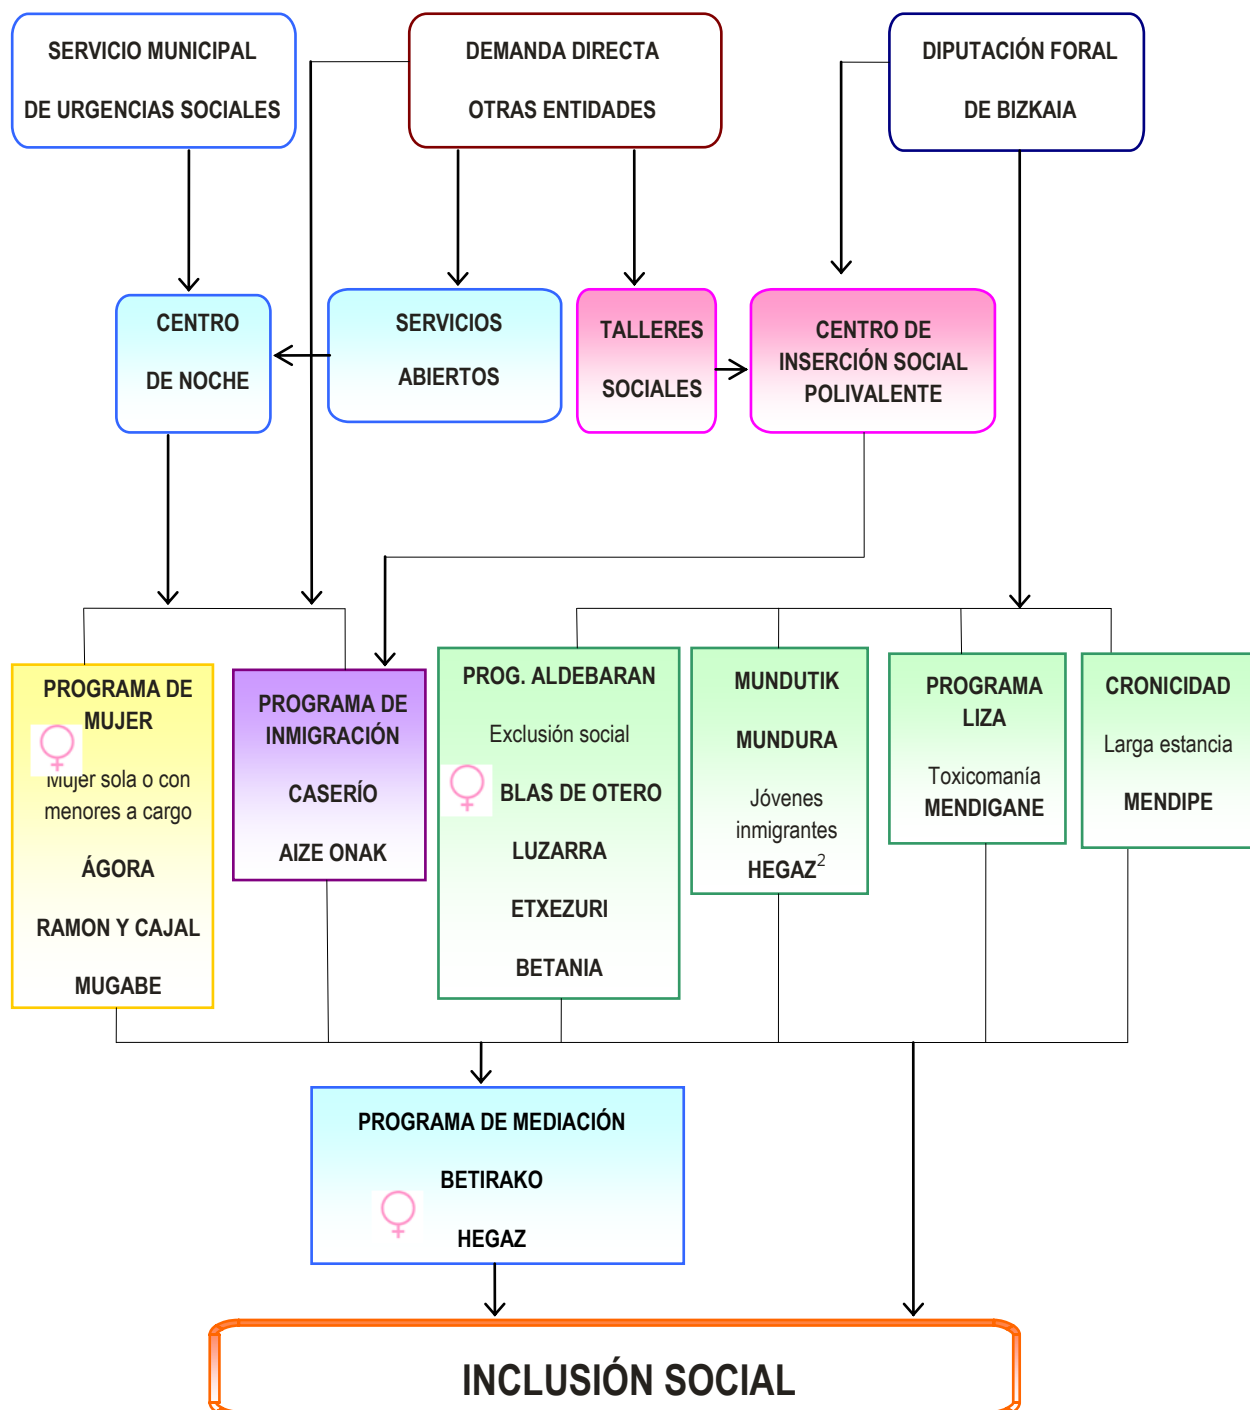 SERVICIO MUNICIPAL
DE URGENCIAS SOCIALES
DEMANDA DIRECTA
OTRAS ENTIDADES
DIPUTACIÓN FORAL
DE BIZKAIA
CENTRO
DE NOCHE
SERVICIOS
ABIERTOS
TALLERES
SOCIALES
CENTRO DE
INSERCIÓN SOCIAL
POLIVALENTE
PROGRAMA DE
MUJER
Mujer sola o con
menores a cargo
ÁGORA
RAMON Y CAJAL
MUGABE
PROGRAMA DE
INMIGRACIÓN
CASERÍO
AIZE ONAK
PROG. ALDEBARAN
Exclusión social
BLAS DE OTERO
LUZARRA
ETXEZURI
BETANIA
MUNDUTIK
MUNDURA
Jóvenes
inmigrantes
HEGAZ²
PROGRAMA
LIZA
Toxicomanía
MENDIGANE
CRONICIDAD
Larga estancia
MENDIPE
PROGRAMA DE MEDIACIÓN
BETIRAKO
HEGAZ
INCLUSIÓN SOCIAL